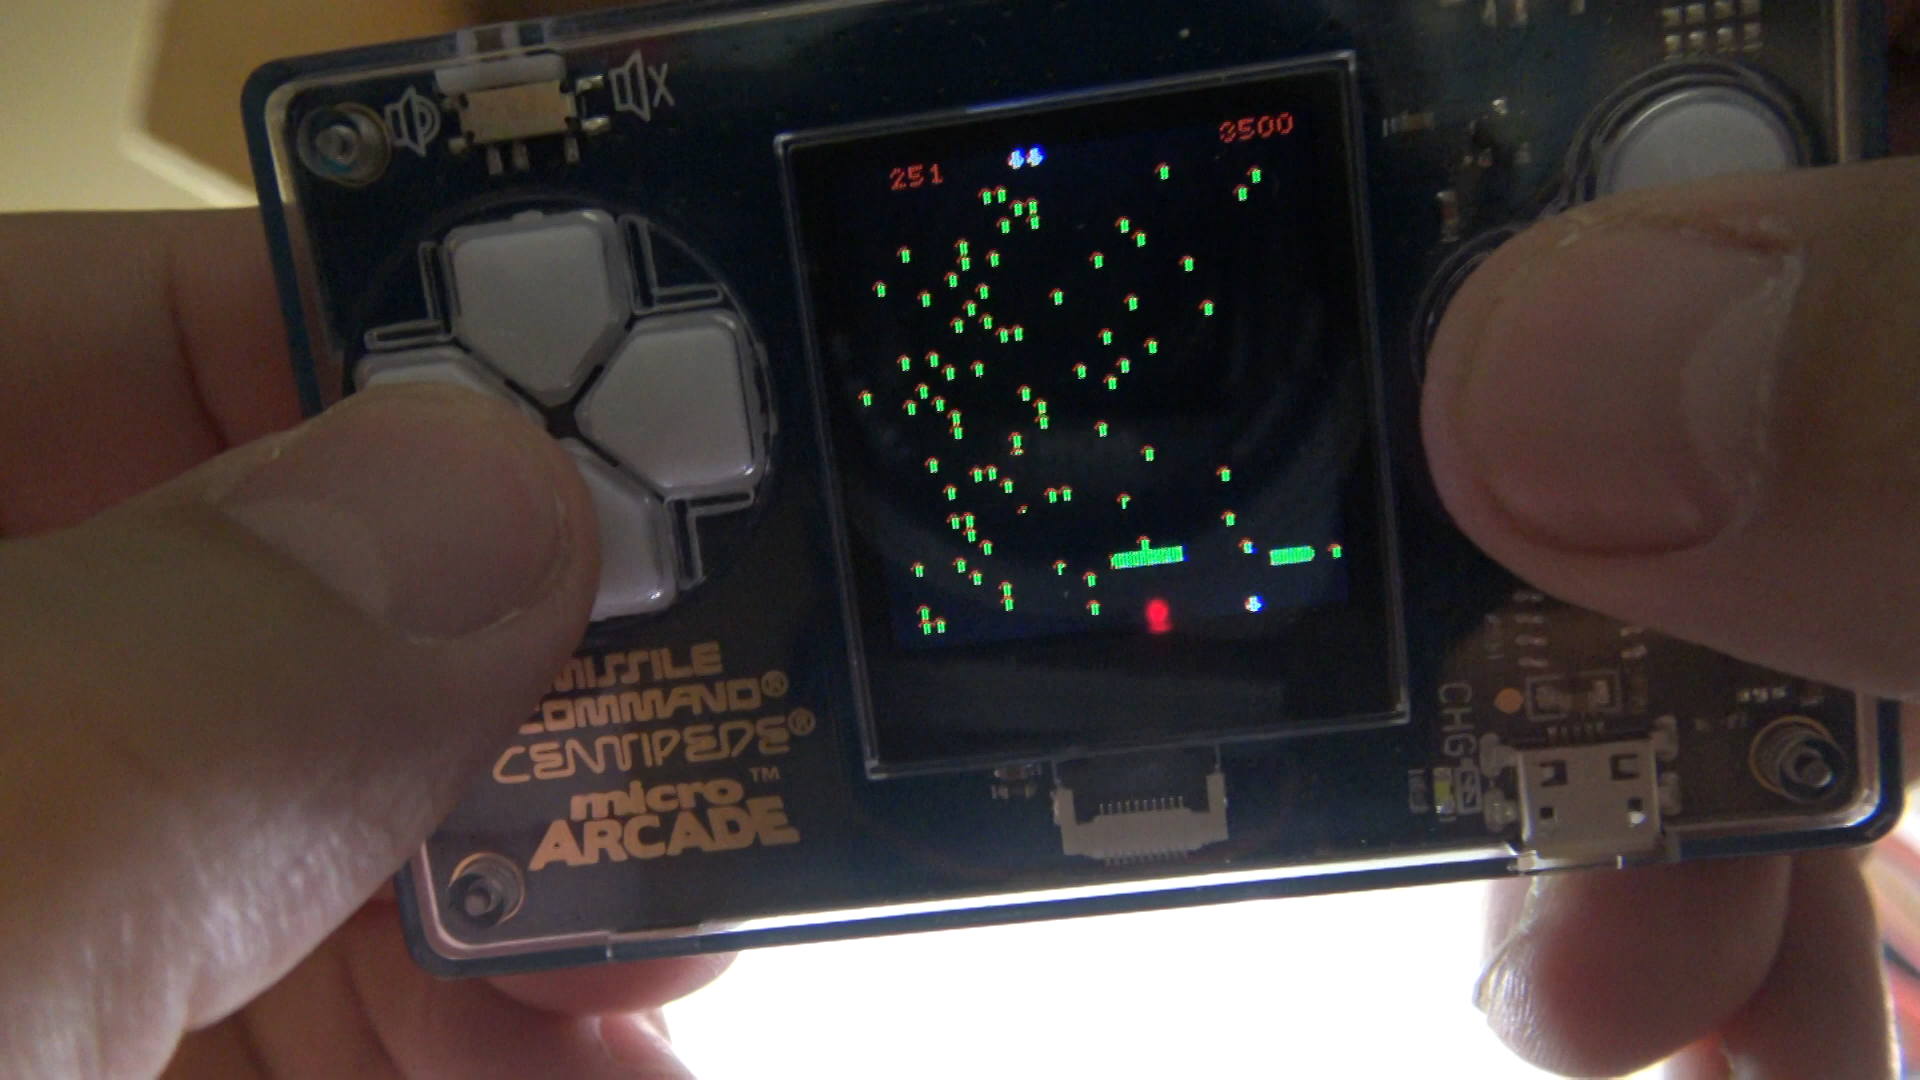 251
3500
MISSILE
COMMAND®
CENTIPEDE®
micro™
ARCADE
CHG